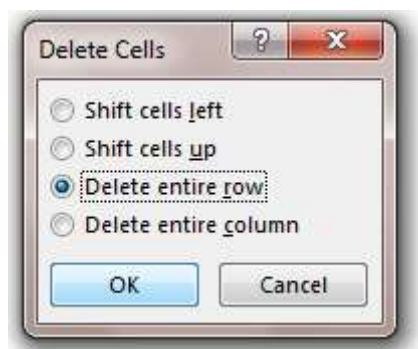 Delete Cells
?
Shift cells left
Shift cells up
Delete entire row
Delete entire column
OK
Cancel